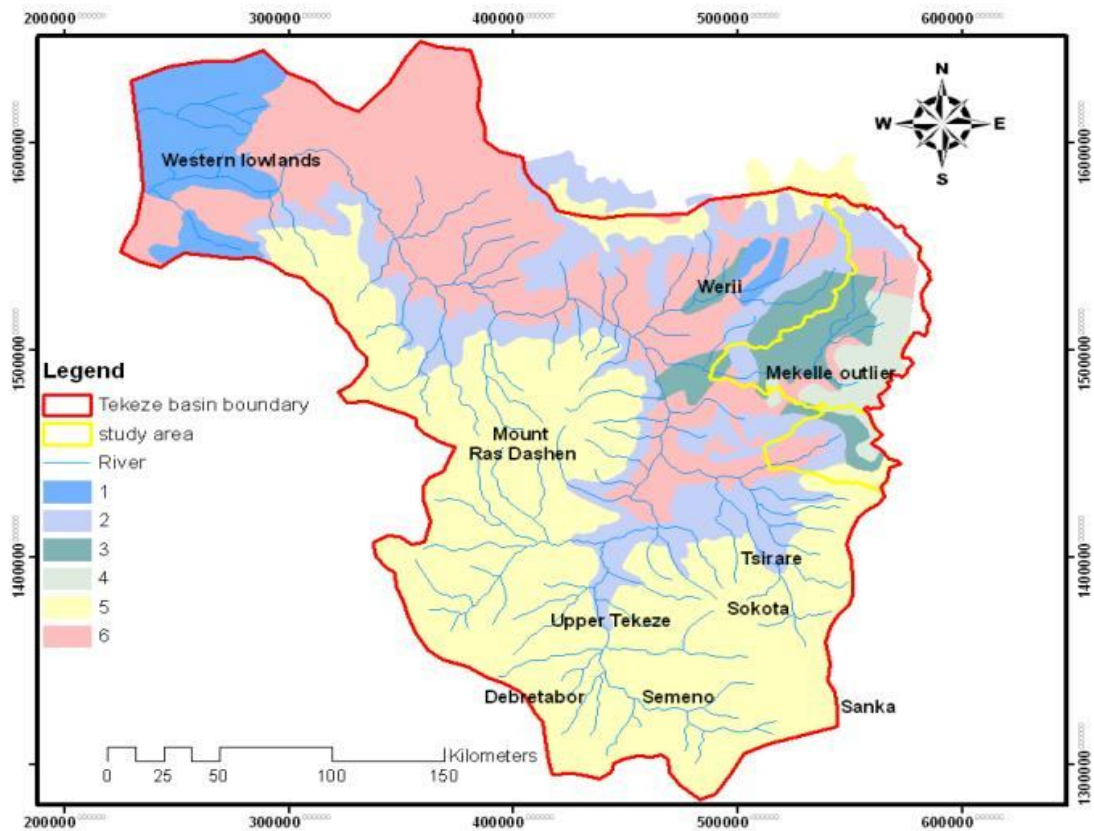 200000 300000 400000 500000 600000
N
W E
S
1600000 1600000
Western lowlands
Werii
1500000 1500000
Legend
Mekelle outlier
Tekeze basin boundary
study area
River
Mount
Ras Dashen
1
2
3
4
5
6
1400000 1400000
Tsirare
Sokota
Upper Tekeze
Debretabor Semeno Sanka
Kilometers
0 25 50 100 150
1300000 1300000
200000 300000 400000 500000 600000